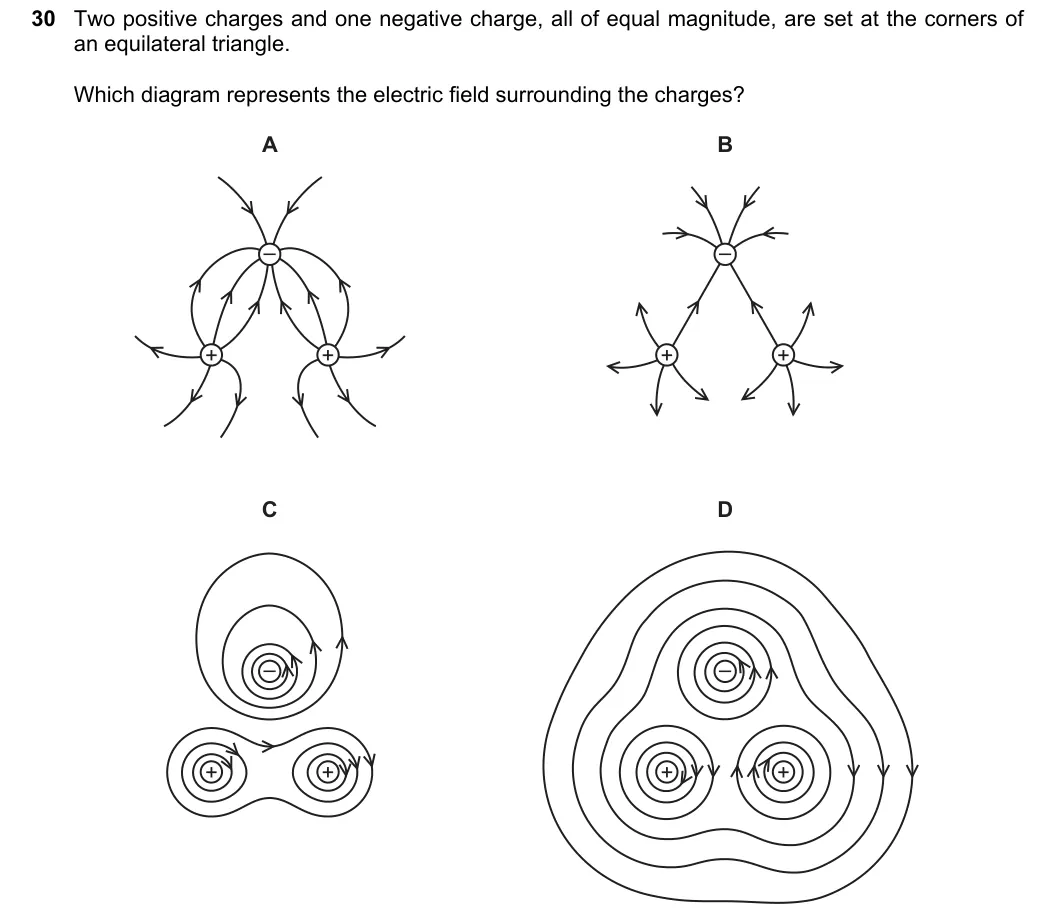 30 Two positive charges and one negative charge, all of equal magnitude, are set at the corners of
an equilateral triangle.
Which diagram represents the electric field surrounding the charges?
A
B
−
−
+
+
+
+
C
D
−
−
+
+
+
+